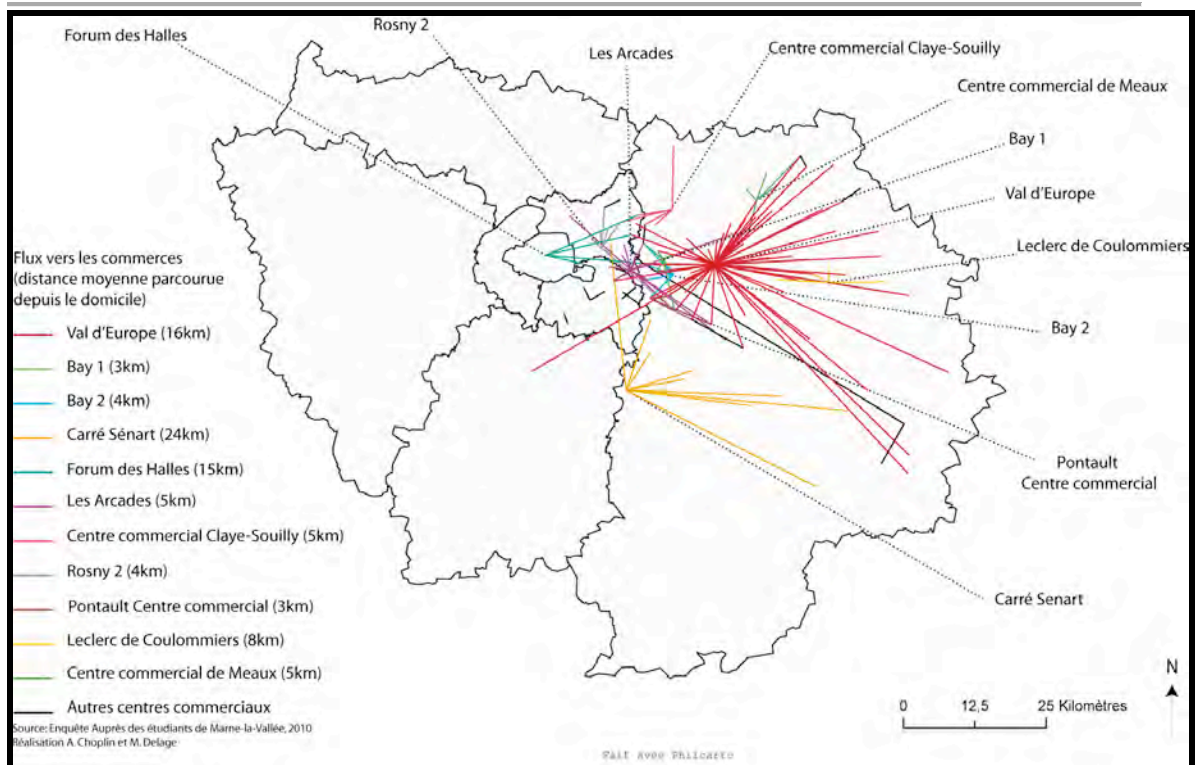 Forum des Halles
Rosny 2
Les Arcades
Centre commercial Claye-Souilly
Centre commercial de Meaux
Bay 1
Val d'Europe
Leclerc de Coulommiers
Bay 2
Pontault
Centre commercial
Carré Senart
Flux vers les commerces
(distance moyenne parcourue
depuis le domicile)
Val d'Europe (16km)
Bay 1 (3km)
Bay 2 (4km)
Carré Sénart (24km)
Forum des Halles (15km)
Les Arcades (5km)
Centre commercial Claye-Souilly (5km)
Rosny 2 (4km)
Pontault Centre commercial (3km)
Leclerc de Coulommiers (8km)
Centre commercial de Meaux (5km)
Autres centres commerciaux
Source: Enquête Auprès des étudiants de Marne-la-Vallée, 2010
Réalisation A. Choplin et M. Delage
N
0 12,5 25 Kilomètres
Fait avec Philcarto